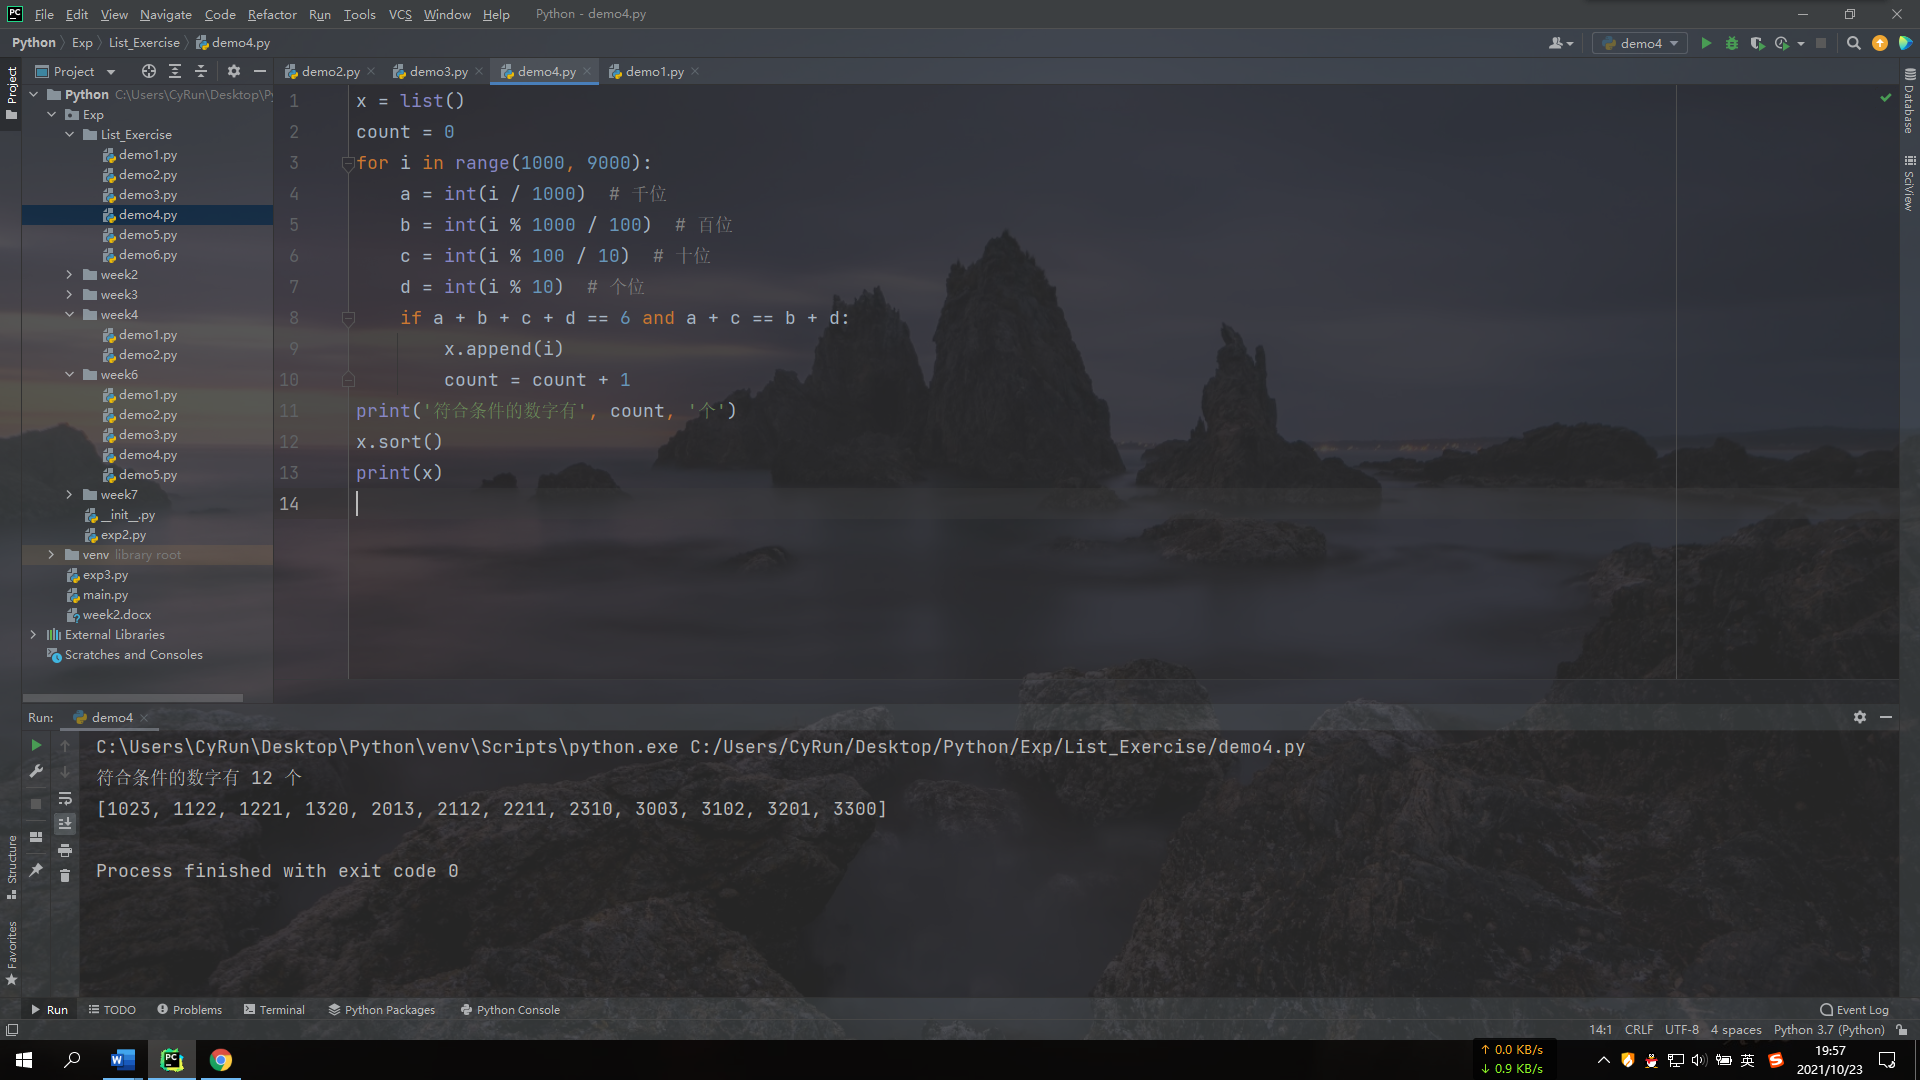 File Edit View Navigate Code Refactor Run Tools VCS Window Help Python - demo4.py
Python Exp List_Exercise demo4.py
demo4
Project
demo2.py demo3.py demo4.py demo1.py
Project
Python C:\Users\CyRun\Desktop\Py
Exp
List_Exercise
demo1.py
demo2.py
demo3.py
demo4.py
demo5.py
demo6.py
week2
week3
week4
demo1.py
demo2.py
week6
demo1.py
demo2.py
demo3.py
demo4.py
demo5.py
week7
__init__.py
exp2.py
venv library root
exp3.py
main.py
week2.docx
External Libraries
Scratches and Consoles
1 x = list()
2 count = 0
3 for i in range(1000, 9000):
4 a = int(i / 1000)  # 千位
5 b = int(i % 1000 / 100)  # 百位
6 c = int(i % 100 / 10)  # 十位
7 d = int(i % 10)  # 个位
8 if a + b + c + d == 6 and a + c == b + d:
9 x.append(i)
10 count = count + 1
11 print('符合条件的数字有', count, '个')
12 x.sort()
13 print(x)
14
Database
SciView
Run: demo4
C:\Users\CyRun\Desktop\Python\venv\Scripts\python.exe C:/Users/CyRun/Desktop/Python/Exp/List_Exercise/demo4.py
符合条件的数字有 12 个
[1023, 1122, 1221, 1320, 2013, 2112, 2211, 2310, 3003, 3102, 3201, 3300]
Process finished with exit code 0
Structure
Favorites
Run TODO Problems Terminal Python Packages Python Console Event Log
14:1 CRLF UTF-8 4 spaces Python 3.7 (Python)
↑ 0.0 KB/s
↓ 0.9 KB/s
英
19:57
2021/10/23